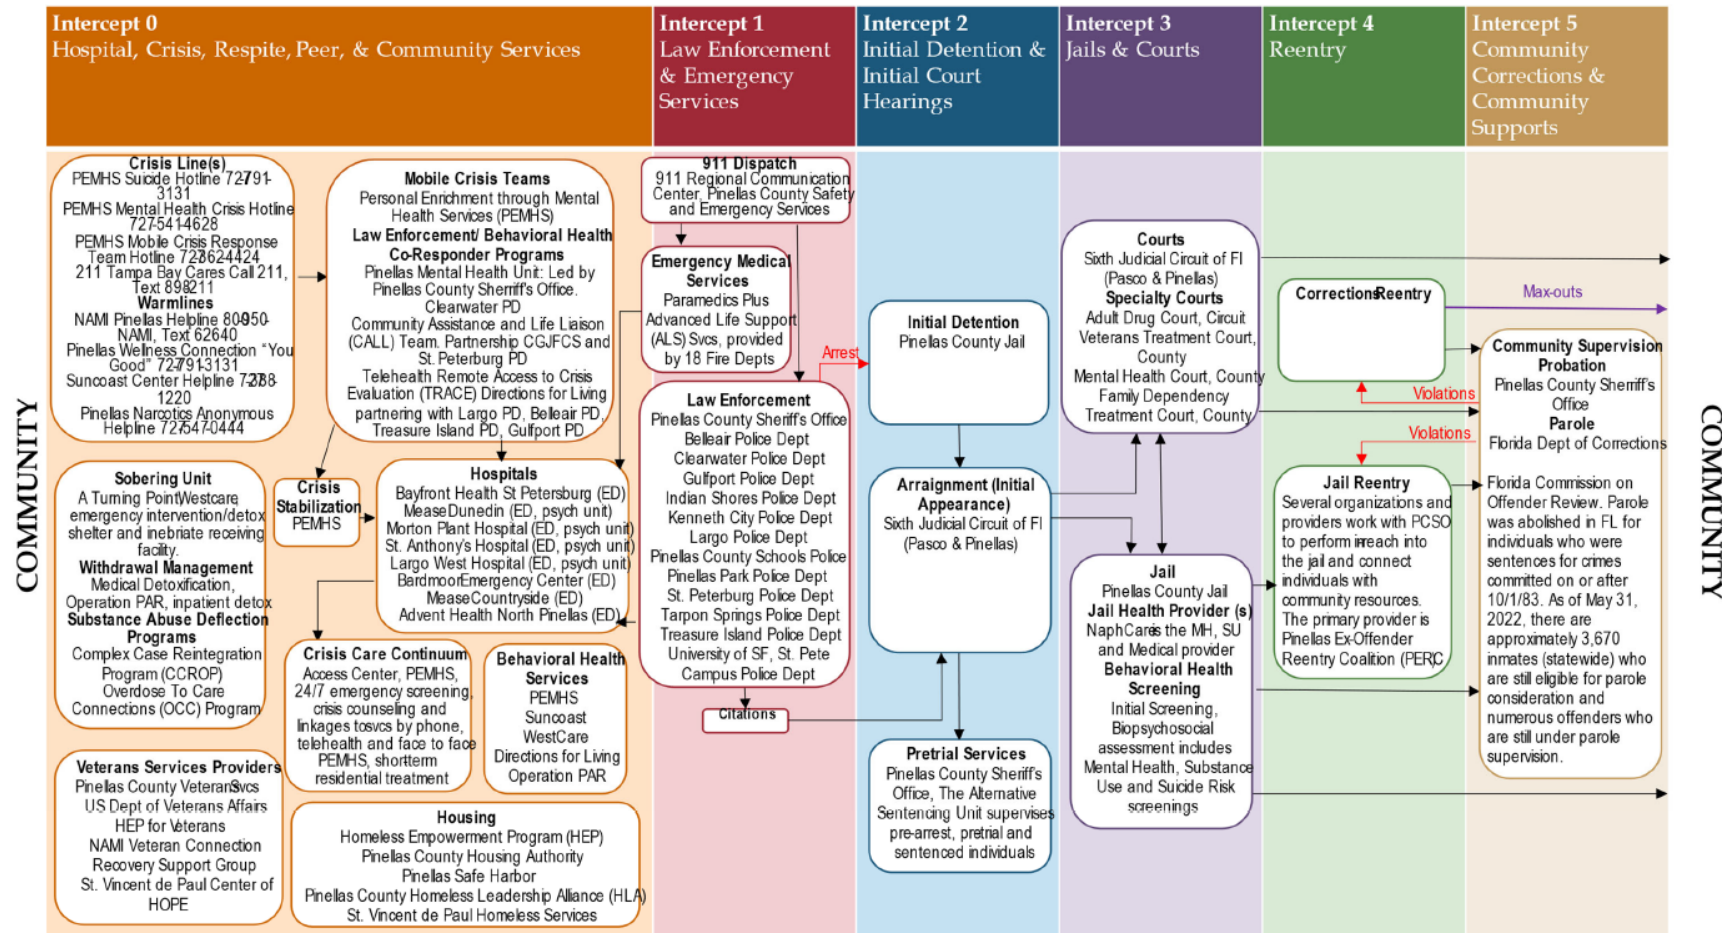 Intercept 0
Hospital, Crisis, Respite, Peer, & Community Services
Intercept 1
Law Enforcement
& Emergency
Services
Intercept 2
Initial Detention &
Initial Court
Hearings
Intercept 3
Jails & Courts
Intercept 4
Reentry
Intercept 5
Community
Corrections &
Community
Supports
COMMUNITY
Crisis Line(s)
PEMHS Suicide Hotline 727-791-
3131
PEMHS Mental Health Crisis Hotline
727-541-4628
PEMHS Mobile Crisis Response
Team Hotline 727-362-4424
211 Tampa Bay Cares Call 211,
Text 898211
Warmlines
NAMI Pinellas Helpline 800-950-
NAMI, Text 62640
Pinellas Wellness Connection “You
Good” 727-791-3131
Suncoast Center Helpline 727-388-
1220
Pinellas Narcotics Anonymous
Helpline 727-547-0444
Sobering Unit
A Turning Point Westcare,
emergency intervention/detox
shelter and inebriate receiving
facility.
Withdrawal Management
Medical Detoxification,
Operation PAR, inpatient detox
Substance Abuse Deflection
Programs
Complex Case Reintegration
Program (CCROP)
Overdose To Care
Connections (OCC) Program
Veterans Services Providers
Pinellas County Veterans Svcs
US Dept of Veterans Affairs
HEP for Veterans
NAMI Veteran Connection
Recovery Support Group
St. Vincent de Paul Center of
HOPE
Mobile Crisis Teams
Personal Enrichment through Mental
Health Services (PEMHS)
Law Enforcement/ Behavioral Health
Co-Responder Programs
Pinellas Mental Health Unit: Led by
Pinellas County Sherriff's Office.
Clearwater PD
Community Assistance and Life Liaison
(CALL) Team. Partnership CGJFCS and
St. Peterburg PD
Telehealth Remote Access to Crisis
Evaluation (TRACE) Directions for Living
partnering with Largo PD, Belleair PD,
Treasure Island PD, Gulfport PD
Crisis
Stabilization
PEMHS
Hospitals
Bayfront Health St Petersburg (ED)
Mease Dunedin (ED, psych unit)
Morton Plant Hospital (ED, psych unit)
St. Anthony's Hospital (ED, psych unit)
Largo West Hospital (ED, psych unit)
Bardmoor Emergency Center (ED)
Mease Countryside (ED)
Advent Health North Pinellas (ED)
Crisis Care Continuum
Access Center, PEMHS,
24/7 emergency screening,
crisis counseling and
linkages to svcs by phone,
telehealth and face to face
PEMHS, short-term
residential treatment
Behavioral Health
Services
PEMHS
Suncoast
WestCare
Directions for Living
Operation PAR
Housing
Homeless Empowerment Program (HEP)
Pinellas County Housing Authority
Pinellas Safe Harbor
Pinellas County Homeless Leadership Alliance (HLA)
St. Vincent de Paul Homeless Services
911 Dispatch
911 Regional Communication
Center, Pinellas County Safety
and Emergency Services
Emergency Medical
Services
Paramedics Plus
Advanced Life Support
(ALS) Svcs, provided
by 18 Fire Depts
Law Enforcement
Pinellas County Sheriff's Office
Belleair Police Dept
Clearwater Police Dept
Gulfport Police Dept
Indian Shores Police Dept
Kenneth City Police Dept
Largo Police Dept
Pinellas County Schools Police
Pinellas Park Police Dept
St. Peterburg Police Dept
Tarpon Springs Police Dept
Treasure Island Police Dept
University of SF, St. Pete
Campus Police Dept
Citations
Arrest
Initial Detention
Pinellas County Jail
Arraignment (Initial
Appearance)
Sixth Judicial Circuit of Fl
(Pasco & Pinellas)
Pretrial Services
Pinellas County Sheriff's
Office, The Alternative
Sentencing Unit supervises
pre-arrest, pretrial and
sentenced individuals
Courts
Sixth Judicial Circuit of Fl
(Pasco & Pinellas)
Specialty Courts
Adult Drug Court, Circuit
Veterans Treatment Court,
County
Mental Health Court, County
Family Dependency
Treatment Court, County
Jail
Pinellas County Jail
Jail Health Provider (s)
NaphCare is the MH, SU
and Medical provider
Behavioral Health
Screening
Initial Screening,
Biopsychosocial
assessment includes
Mental Health, Substance
Use and Suicide Risk
screenings
Corrections Reentry
Max-outs
Violations
Violations
Jail Reentry
Several organizations and
providers work with PCSO
to perform in-reach into
the jail and connect
individuals with
community resources.
The primary provider is
Pinellas Ex-Offender
Reentry Coalition (PERC)
Community Supervision
Probation
Pinellas County Sherriff's
Office
Parole
Florida Dept of Corrections
Florida Commission on
Offender Review. Parole
was abolished in FL for
individuals who were
sentences for crimes
committed on or after
10/1/83. As of May 31,
2022, there are
approximately 3,670
inmates (statewide) who
are still eligible for parole
consideration and
numerous offenders who
are still under parole
supervision.
COMMUNITY